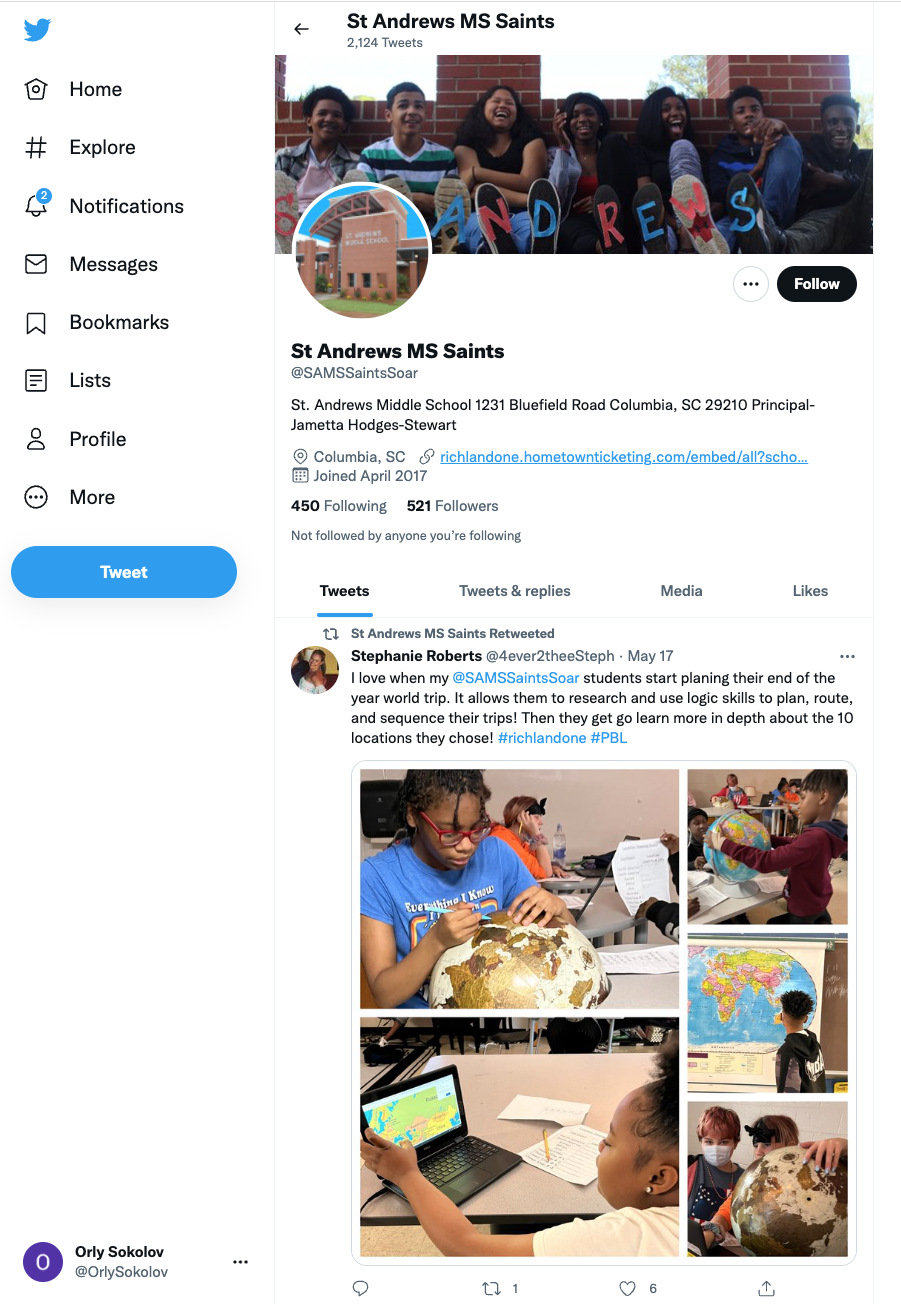 St Andrews MS Saints
2,124 Tweets
Home
Explore
2
Notifications
Messages
Bookmarks
Lists
Profile
More
Tweet
S ANDREWS
ST. ANDREWS
MIDDLE SCHOOL
Follow
St Andrews MS Saints
@SAMSSaintsSoar
St. Andrews Middle School 1231 Bluefield Road Columbia, SC 29210 Principal-
Jametta Hodges-Stewart
Columbia, SC richlandone.hometownticketing.com/embed/all?scho…
Joined April 2017
450 Following 521 Followers
Not followed by anyone you’re following
Tweets Tweets & replies Media Likes
St Andrews MS Saints Retweeted
Stephanie Roberts @4ever2theeSteph · May 17
I love when my @SAMSSaintsSoar students start planing their end of the
year world trip. It allows them to research and use logic skills to plan, route,
and sequence their trips! Then they get go learn more in depth about the 10
locations they chose! #richlandone #PBL
Everything I Know
1 6
O
Orly Sokolov
@OrlySokolov